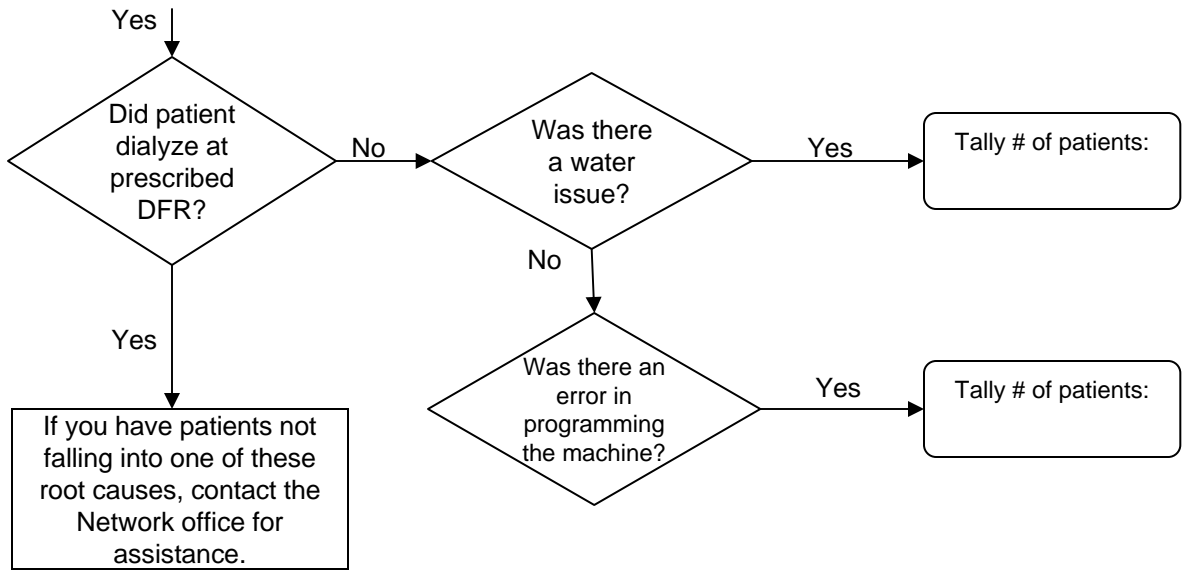 Yes
Did patient
dialyze at
prescribed
DFR?
No
Was there
a water
issue?
Yes
Tally # of patients:
No
Yes
Was there an
error in
programming
the machine?
Yes
Tally # of patients:
If you have patients not
falling into one of these
root causes, contact the
Network office for
assistance.